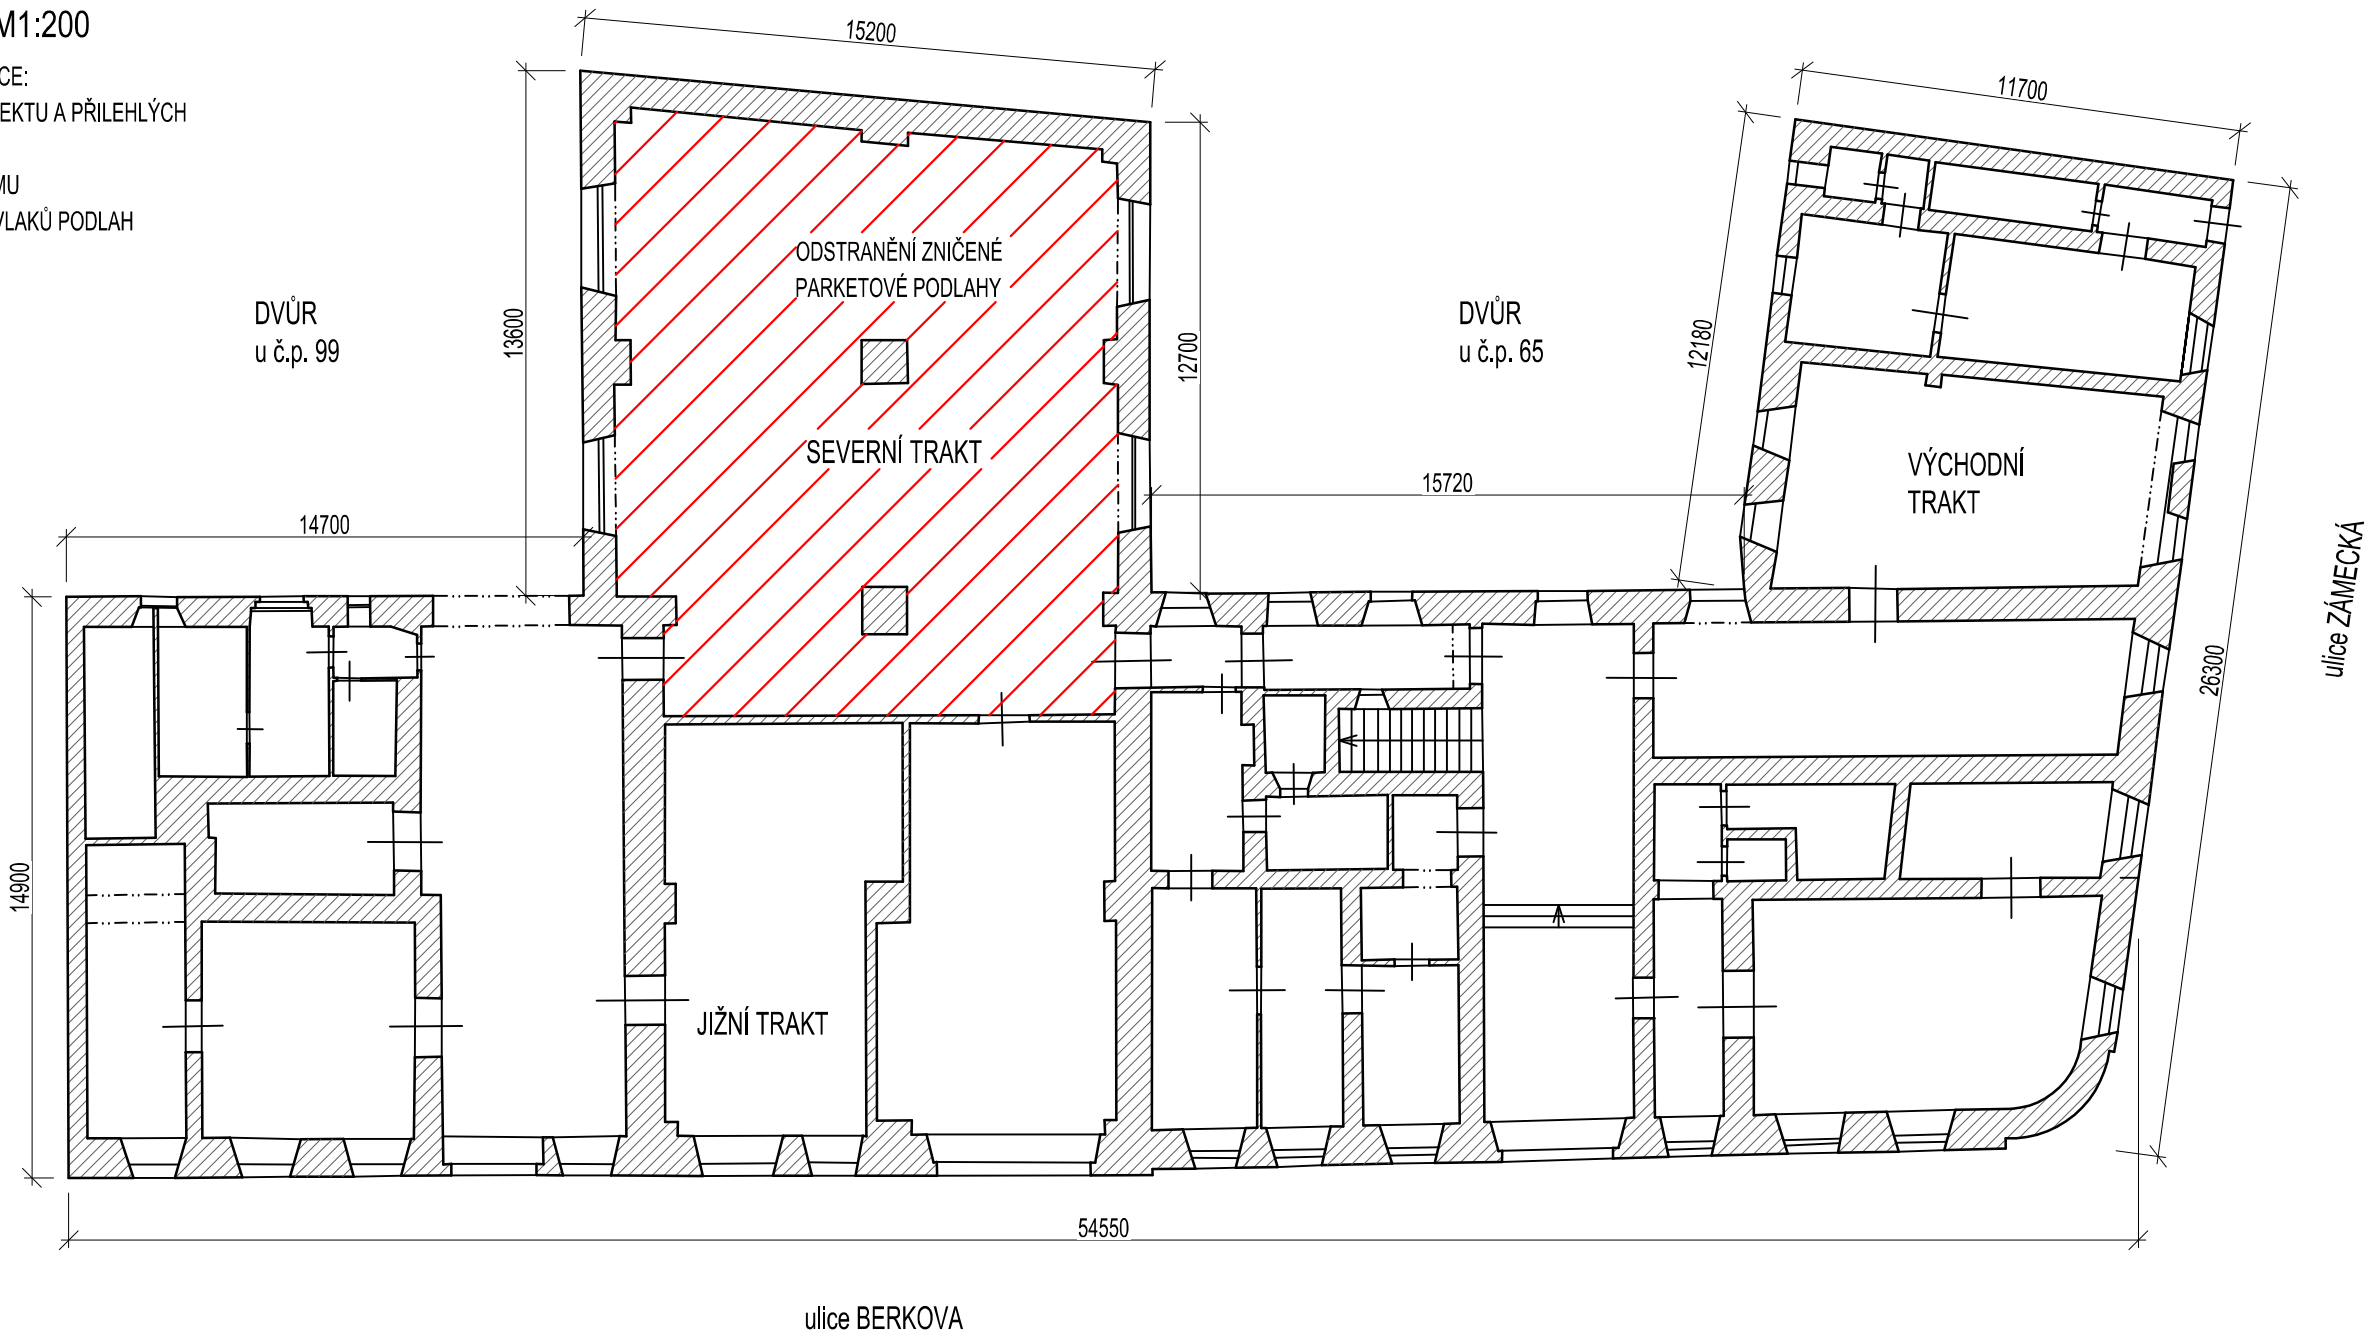 M1:200
CE:
EKTU A PŘILEHLÝCH
MU
VLAKŮ PODLAH
15200
11700
ODSTRANĚNÍ ZNIČENÉ
PARKETOVÉ PODLAHY
DVŮR
u č.p. 99
13600
12700
DVŮR
u č.p. 65
12180
SEVERNÍ TRAKT
VÝCHODNÍ
TRAKT
15720
14700
ulice ZÁMECKÁ
26300
14900
JIŽNÍ TRAKT
54550
ulice BERKOVA